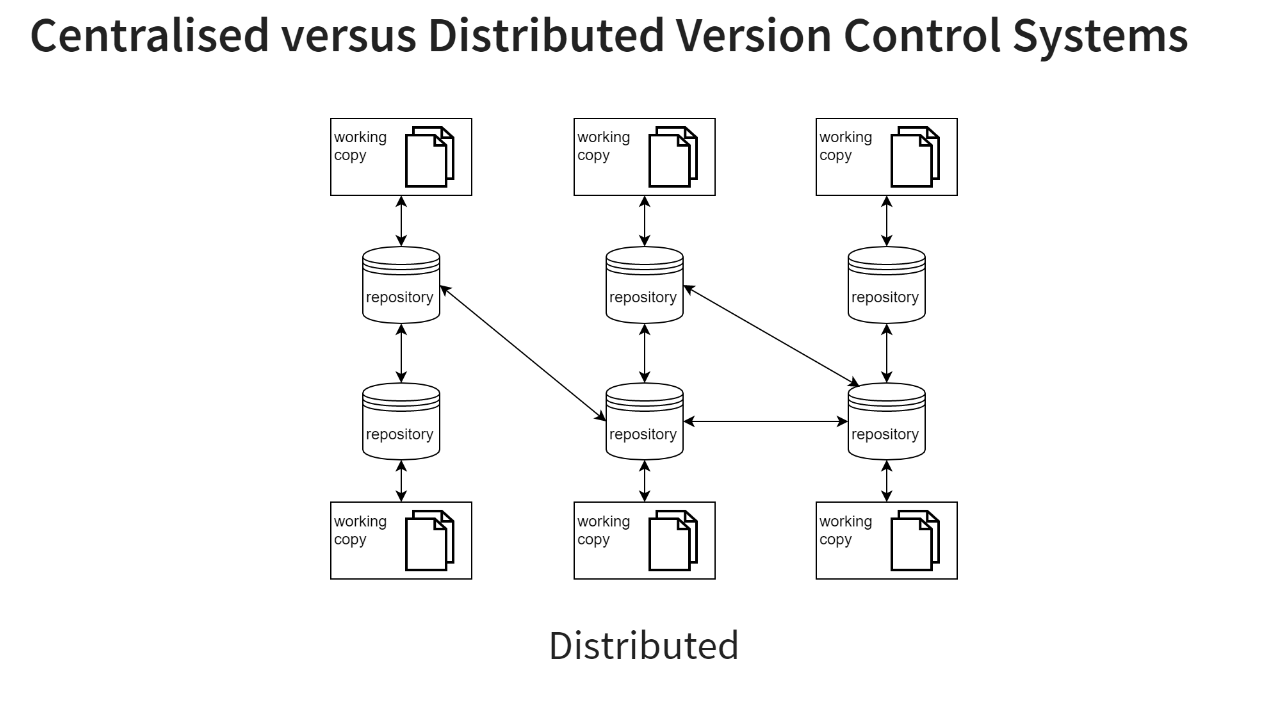 Centralised versus Distributed Version Control Systems
working
copy
working
copy
working
copy
repository
repository
repository
repository
repository
repository
working
copy
working
copy
working
copy
Distributed